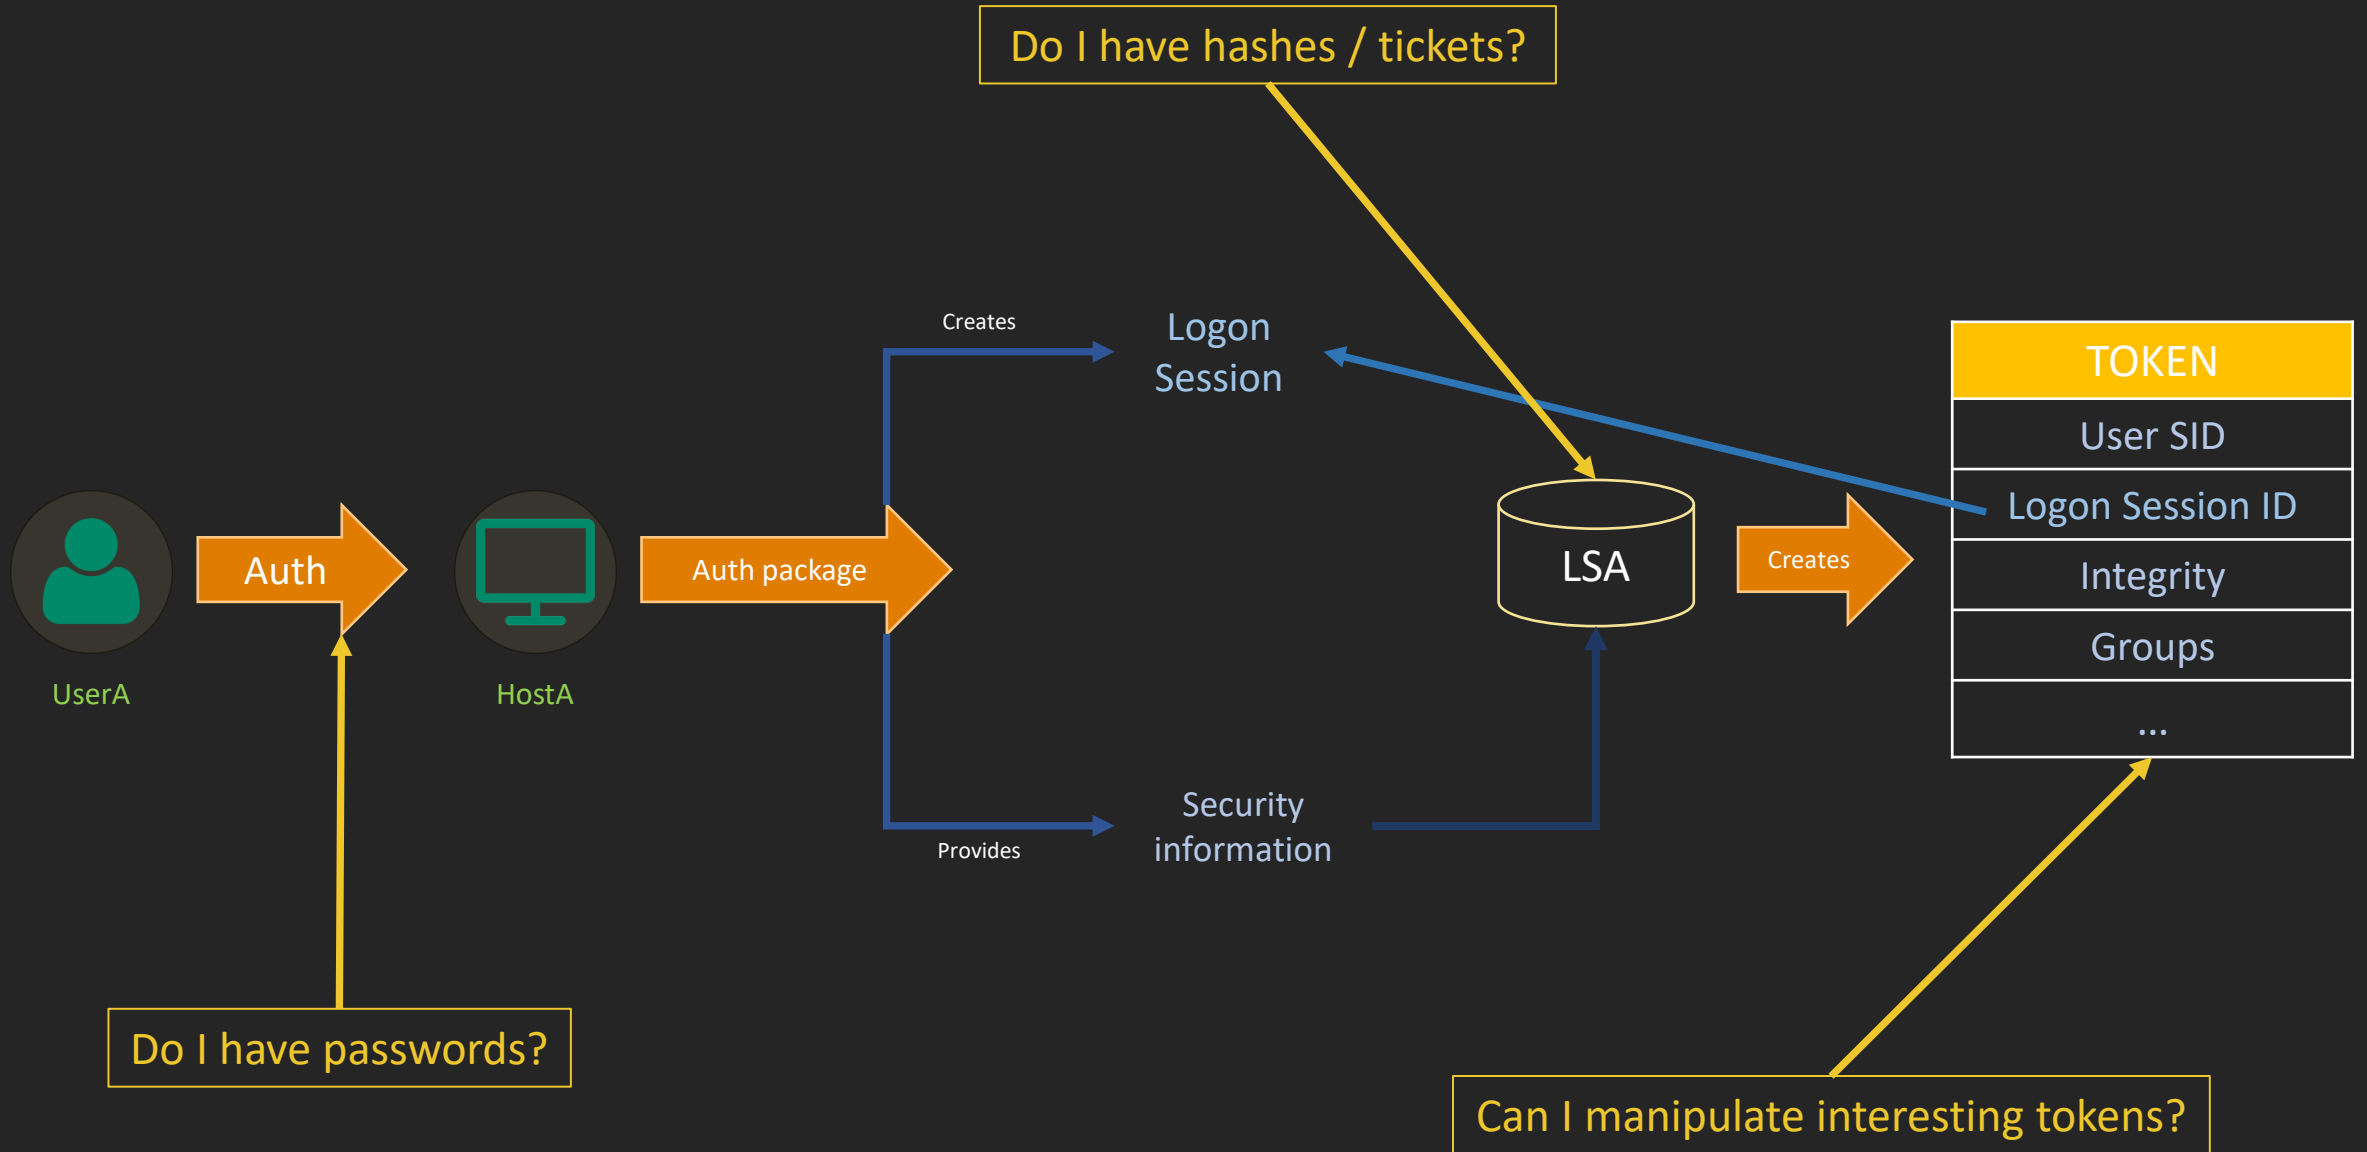 Do I have hashes / tickets?
Creates
Logon
Session
TOKEN
User SID
Logon Session ID
Integrity
Groups
...
Auth
Auth package
LSA
Creates
UserA
HostA
Security
information
Provides
Do I have passwords?
Can I manipulate interesting tokens?